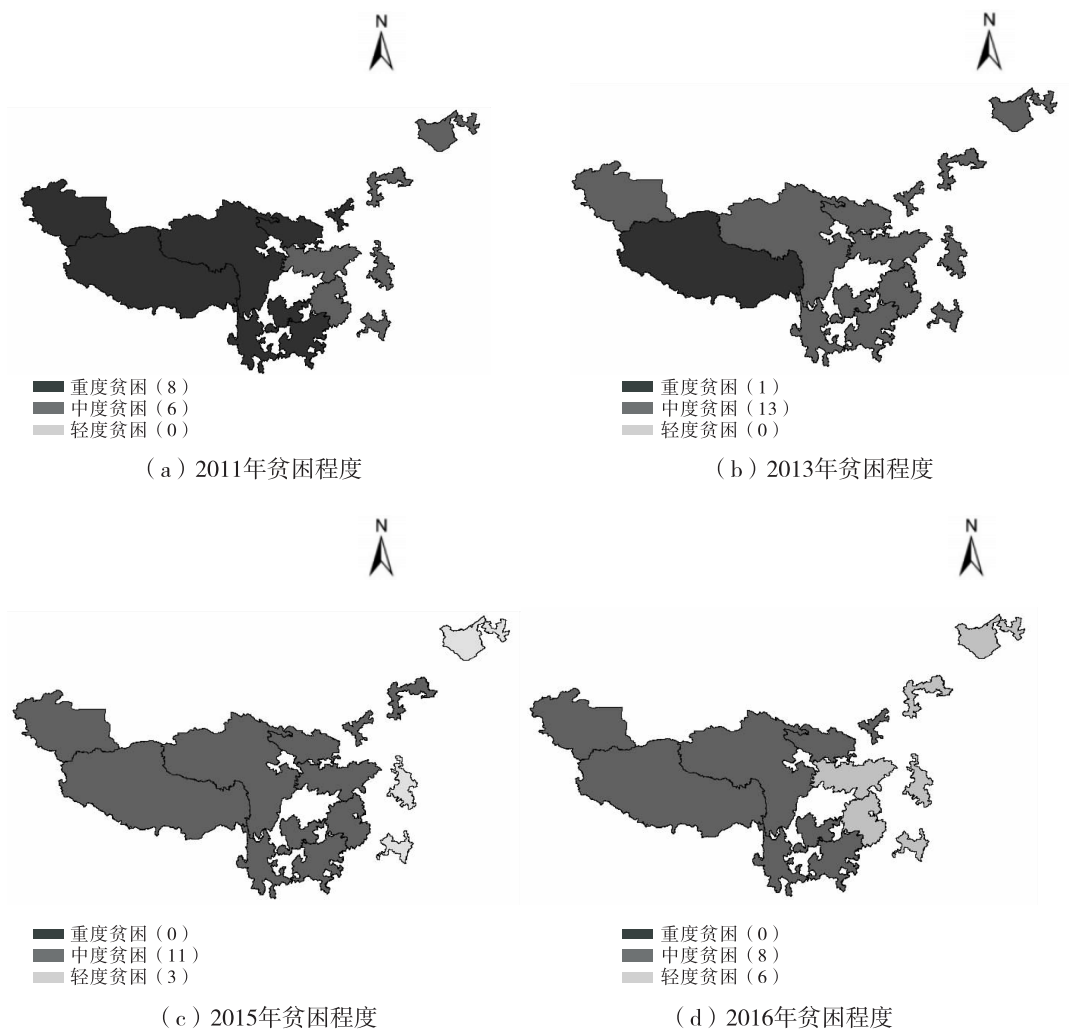 N
N
重度贫困（8）
中度贫困（6）
轻度贫困（0）
重度贫困（1）
中度贫困（13）
轻度贫困（0）
（a）2011年贫困程度
（b）2013年贫困程度
N
N
重度贫困（0）
中度贫困（11）
轻度贫困（3）
重度贫困（0）
中度贫困（8）
轻度贫困（6）
（c）2015年贫困程度
（d）2016年贫困程度